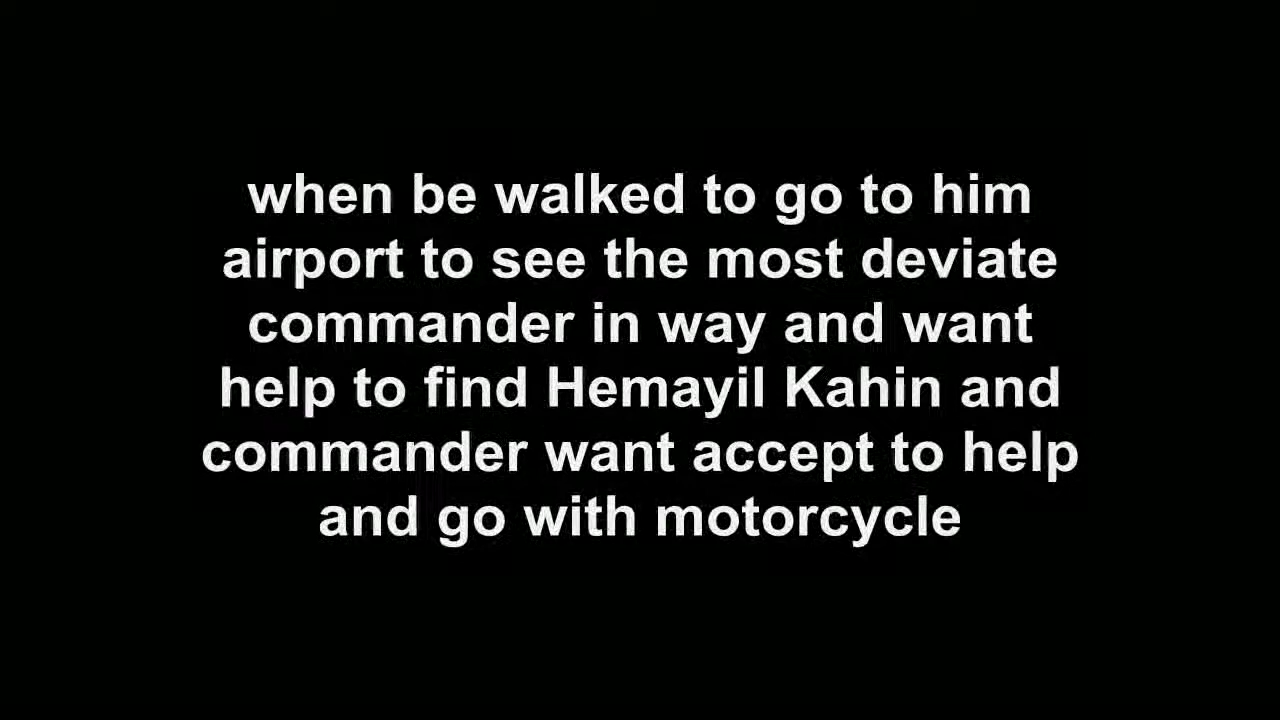 when be walked to go to him
airport to see the most deviate
commander in way and want
help to find Hemayil Kahin and
commander want accept to help
and go with motorcycle